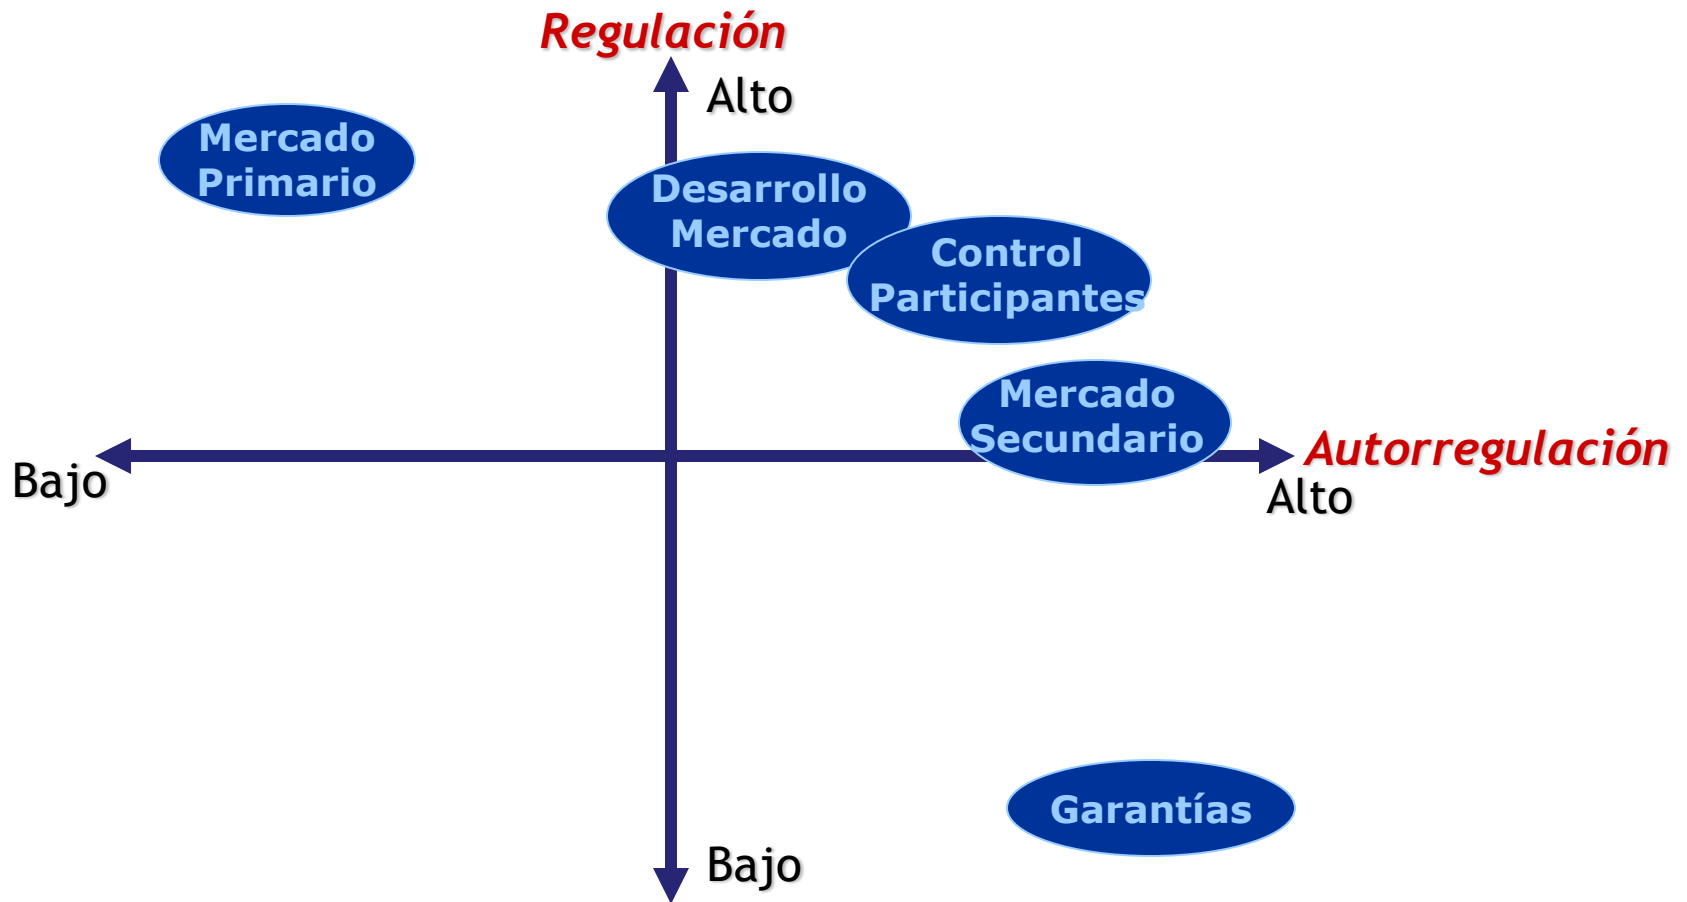 Regulación
Alto
Mercado
Primario
Desarrollo
Mercado
Control
Participantes
Mercado
Secundario
Autorregulación
Bajo
Alto
Garantías
Bajo